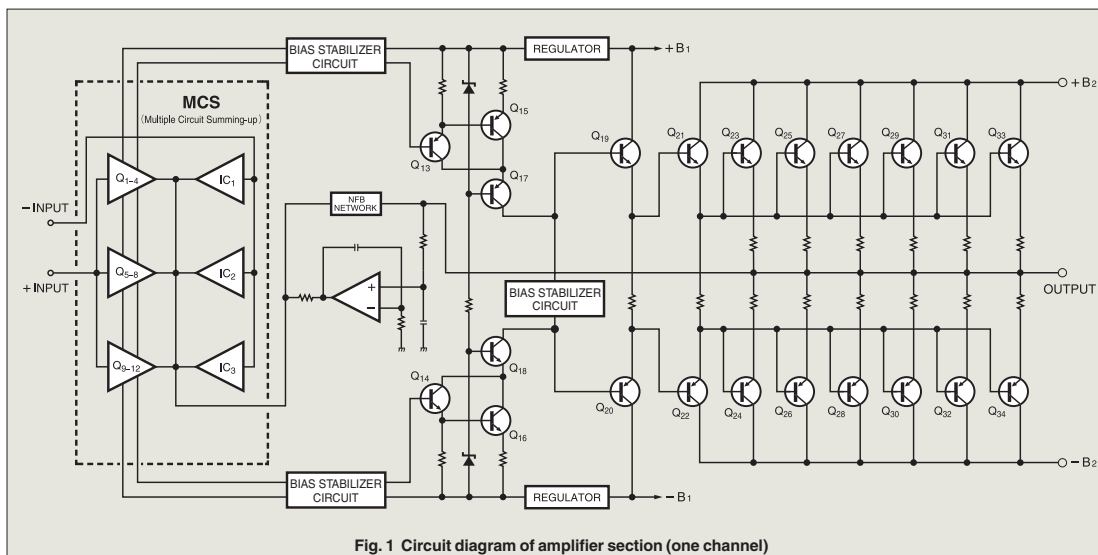 BIAS STABILIZER
CIRCUIT
REGULATOR
+B1
MCS
(Multiple Circuit Summing-up)
+B2
Q15
Q13
Q17
Q19
Q21
Q23
Q25
Q27
Q29
Q31
Q33
Q1–4
IC1
−INPUT
NFB
NETWORK
Q5–8
IC2
+INPUT
+
−
BIAS STABILIZER
CIRCUIT
OUTPUT
Q9–12
IC3
Q18
Q14
Q16
Q20
Q22
Q24
Q26
Q28
Q30
Q32
Q34
−B2
BIAS STABILIZER
CIRCUIT
REGULATOR
−B1
Fig. 1 Circuit diagram of amplifier section (one channel)